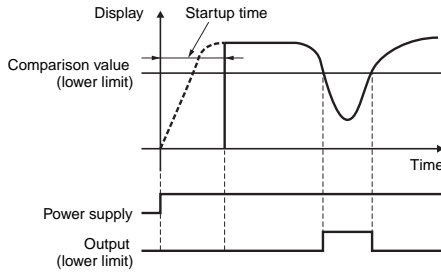 Display
Startup time
Comparison value
(lower limit)
Time
Power supply
Output
(lower limit)